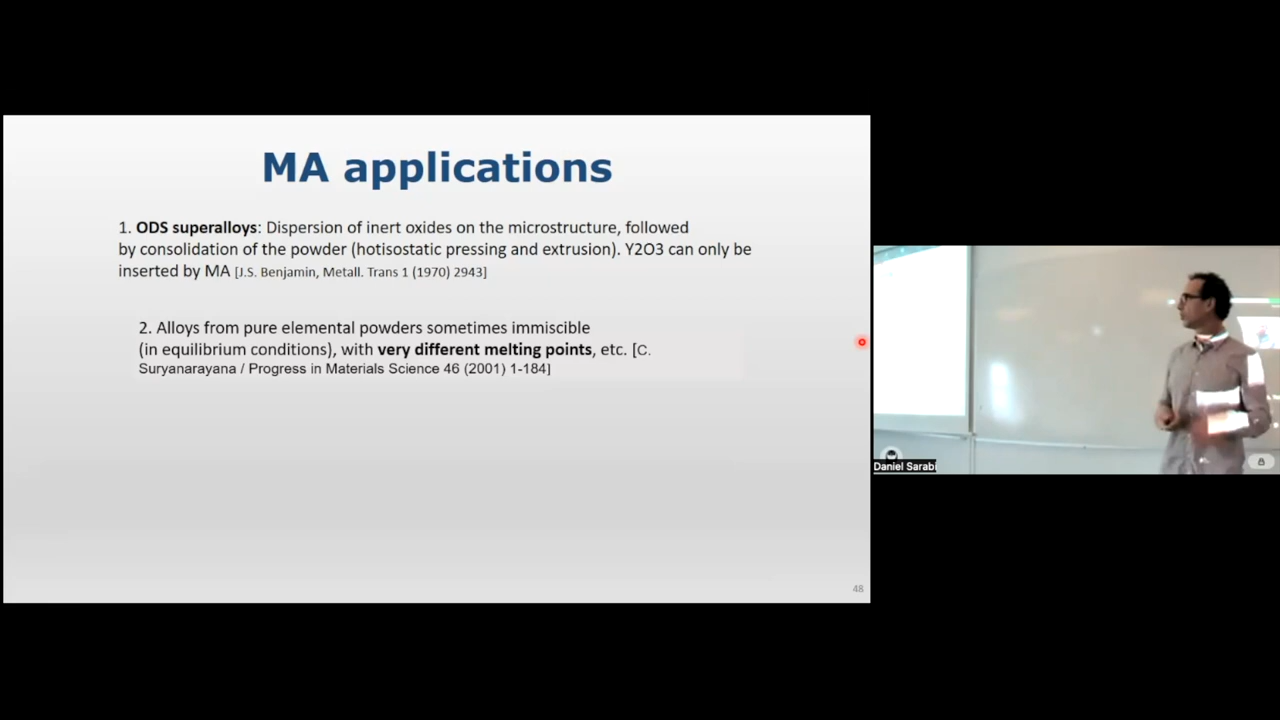 MA applications
1. ODS superalloys: Dispersion of inert oxides on the microstructure, followed
by consolidation of the powder (hotisostatic pressing and extrusion). Y2O3 can only be
inserted by MA [J.S. Benjamin, Metall. Trans 1 (1970) 2943]
2. Alloys from pure elemental powders sometimes immiscible
(in equilibrium conditions), with very different melting points, etc. [C.
Suryanarayana / Progress in Materials Science 46 (2001) 1-184]
48
Daniel Sarabi